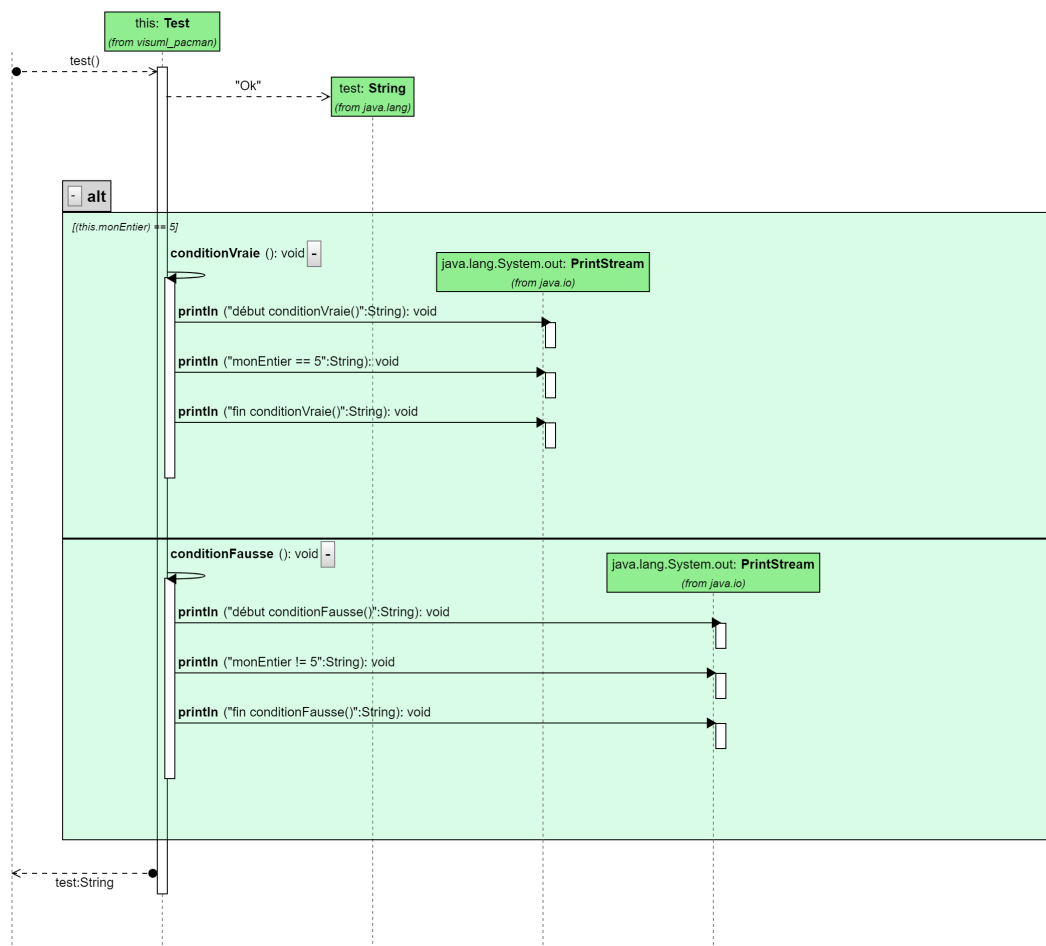 this: Test
(from visuml_pacman)
test()
"Ok"
test: String
(from java.lang)
- alt
[(this.monEntier) == 5]
conditionVraie (): void -
java.lang.System.out: PrintStream
(from java.io)
println ("début conditionVraie()":String): void
println ("monEntier == 5":String): void
println ("fin conditionVraie()":String): void
conditionFausse (): void -
java.lang.System.out: PrintStream
(from java.io)
println ("début conditionFausse()":String): void
println ("monEntier != 5":String): void
println ("fin conditionFausse()":String): void
test:String